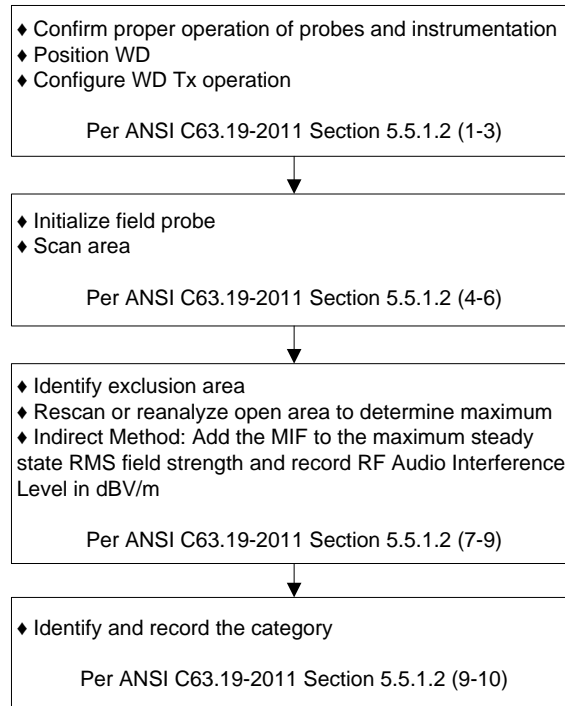 ♦ Confirm proper operation of probes and instrumentation
♦ Position WD
♦ Configure WD Tx operation
Per ANSI C63.19-2011 Section 5.5.1.2 (1-3)
♦ Initialize field probe
♦ Scan area
Per ANSI C63.19-2011 Section 5.5.1.2 (4-6)
♦ Identify exclusion area
♦ Rescan or reanalyze open area to determine maximum
♦ Indirect Method: Add the MIF to the maximum steady
state RMS field strength and record RF Audio Interference
Level in dBV/m
Per ANSI C63.19-2011 Section 5.5.1.2 (7-9)
♦ Identify and record the category
Per ANSI C63.19-2011 Section 5.5.1.2 (9-10)